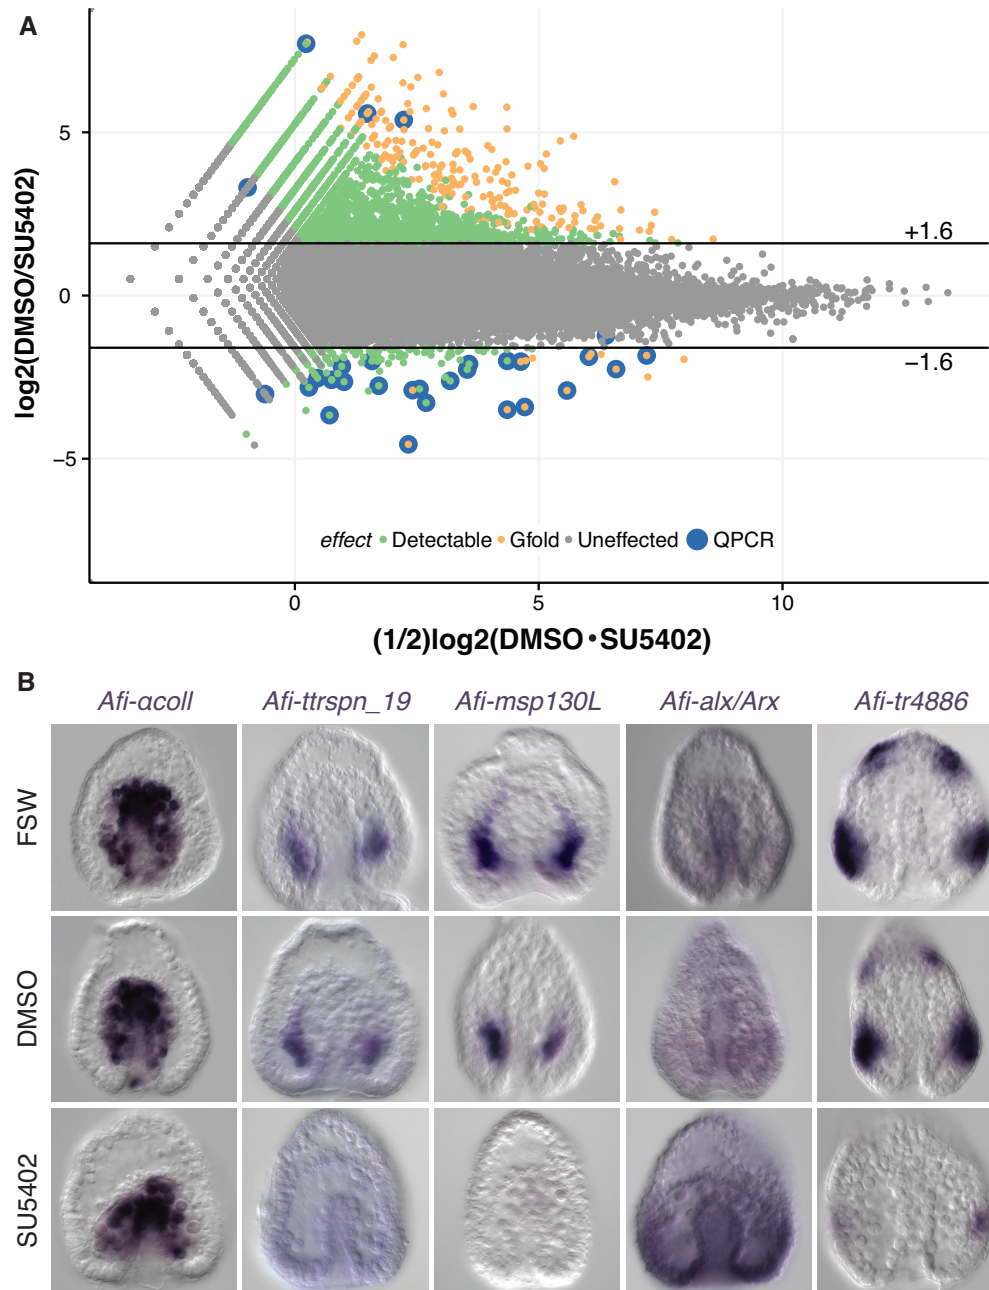 A
log2(DMSO/SU5402)
5
0
−5
+1.6
−1.6
effect Detectable Gfold Uneffected QPCR
0 5 10
(1/2)log2(DMSO•SU5402)
B
Afi-αcoll Afi-ttrspn_19 Afi-msp130L Afi-alx/Arx Afi-tr4886
FSW
DMSO
SU5402